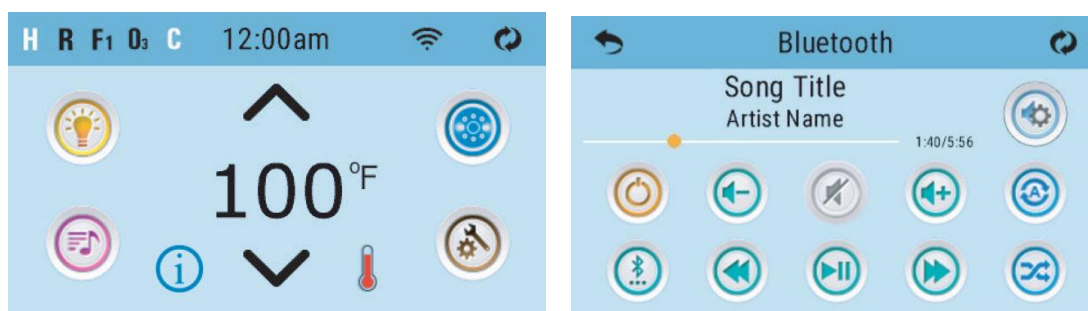 H R F1 O3 C 12:00am
100°F
i
Bluetooth
Song Title
Artist Name
1:40/5:56
A